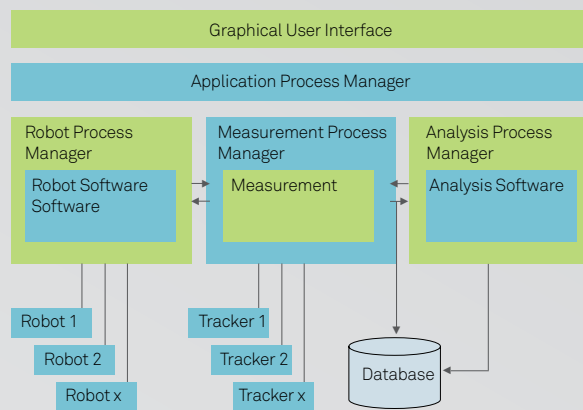 Graphical User Interface
Application Process Manager
Robot Process
Manager
Robot Software
Software
Measurement Process
Manager
Measurement
Analysis Process
Manager
Analysis Software
Robot 1
Robot 2
Robot x
Tracker 1
Tracker 2
Tracker x
Database